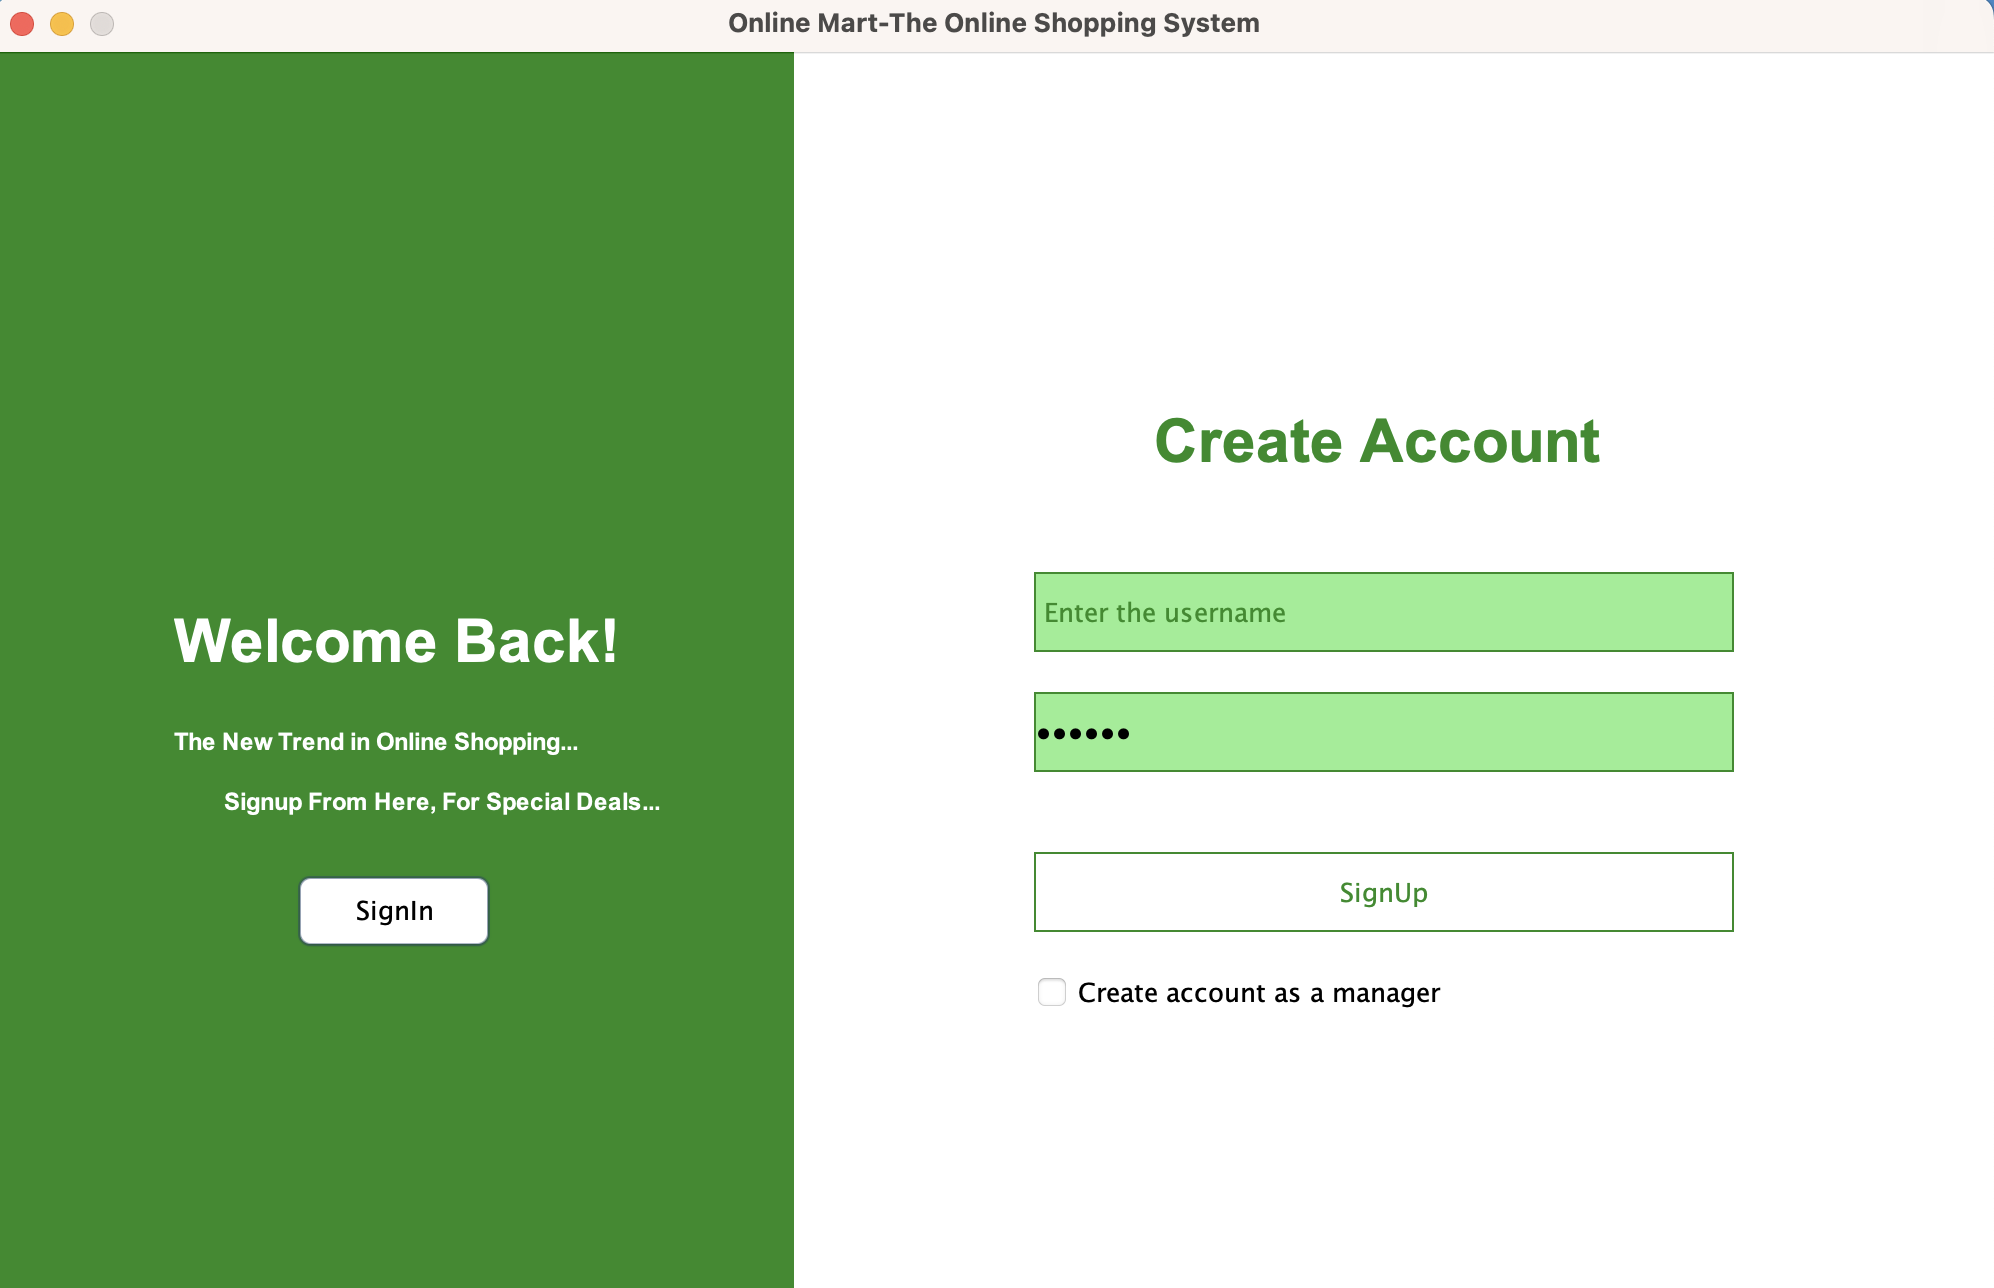 Online Mart-The Online Shopping System
Welcome Back!
The New Trend in Online Shopping...
Signup From Here, For Special Deals...
SignIn
Create Account
Enter the username
••••••
SignUp
Create account as a manager